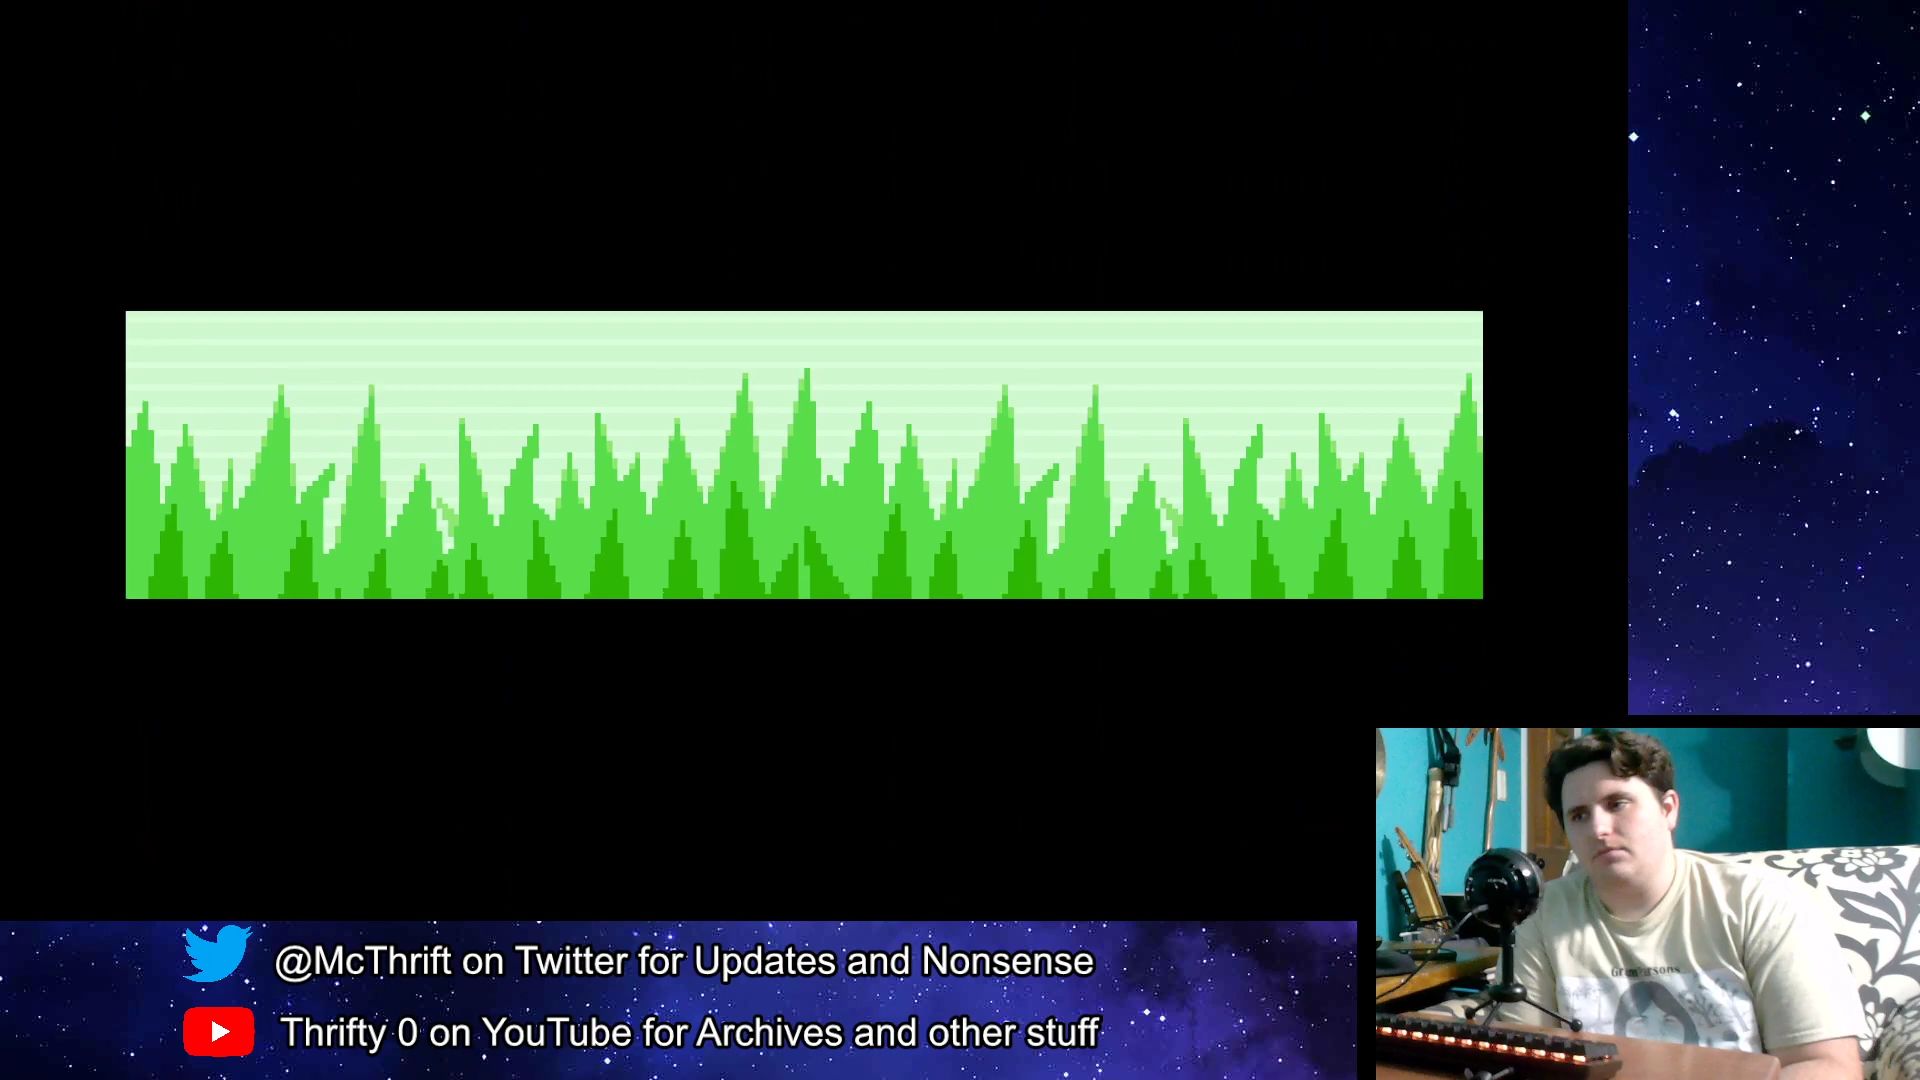 @McThrift on Twitter for Updates and Nonsense
Thrifty 0 on YouTube for Archives and other stuff